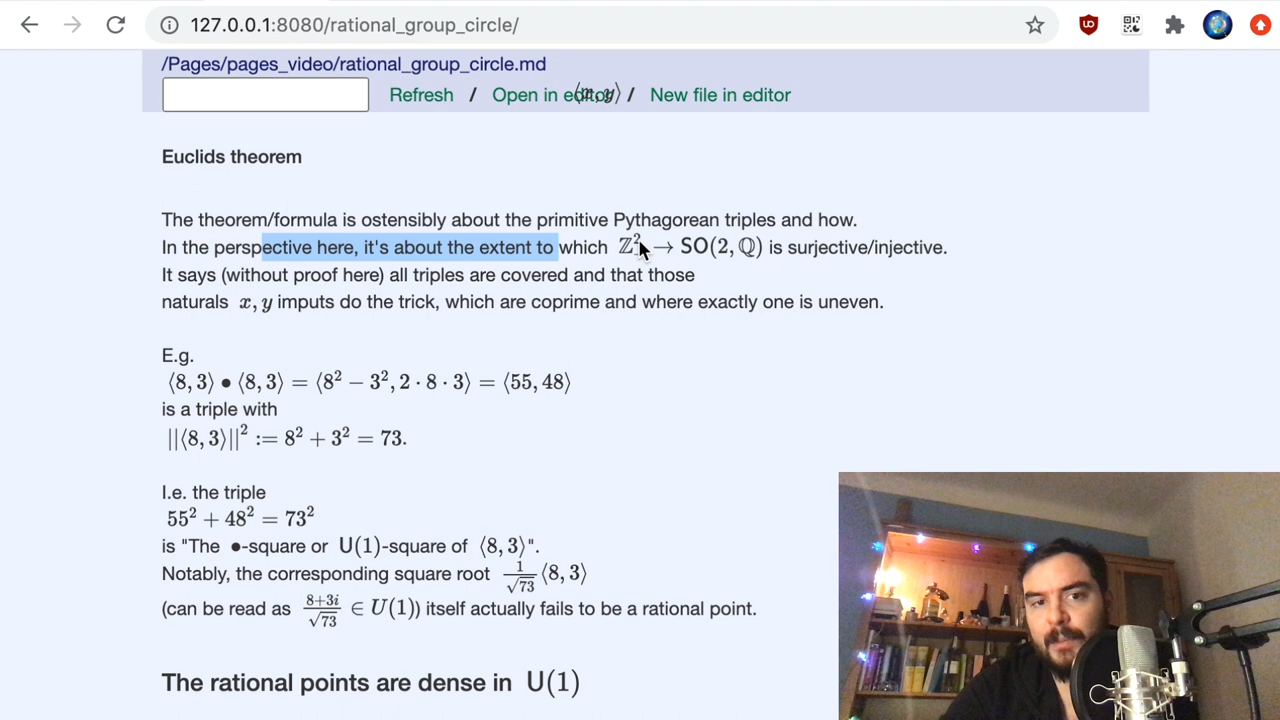 127.0.0.1:8080/rational_group_circle/
/Pages/pages_video/rational_group_circle.md
Refresh / Open in editor ⟨x, y⟩ / New file in editor
Euclids theorem
The theorem/formula is ostensibly about the primitive Pythagorean triples and how.
In the perspective here, it's about the extent to which ℤ² → SO(2, ℚ) is surjective/injective.
It says (without proof here) all triples are covered and that those
naturals x, y imputs do the trick, which are coprime and where exactly one is uneven.
E.g.
⟨8, 3⟩ • ⟨8, 3⟩ = ⟨8² − 3², 2 · 8 · 3⟩ = ⟨55, 48⟩
is a triple with
||⟨8, 3⟩||² := 8² + 3² = 73.
I.e. the triple
55² + 48² = 73²
is "The •-square or U(1)-square of ⟨8, 3⟩".
Notably, the corresponding square root 1/√73 ⟨8, 3⟩
(can be read as 8+3i/√73 ∈ U(1)) itself actually fails to be a rational point.
The rational points are dense in U(1)